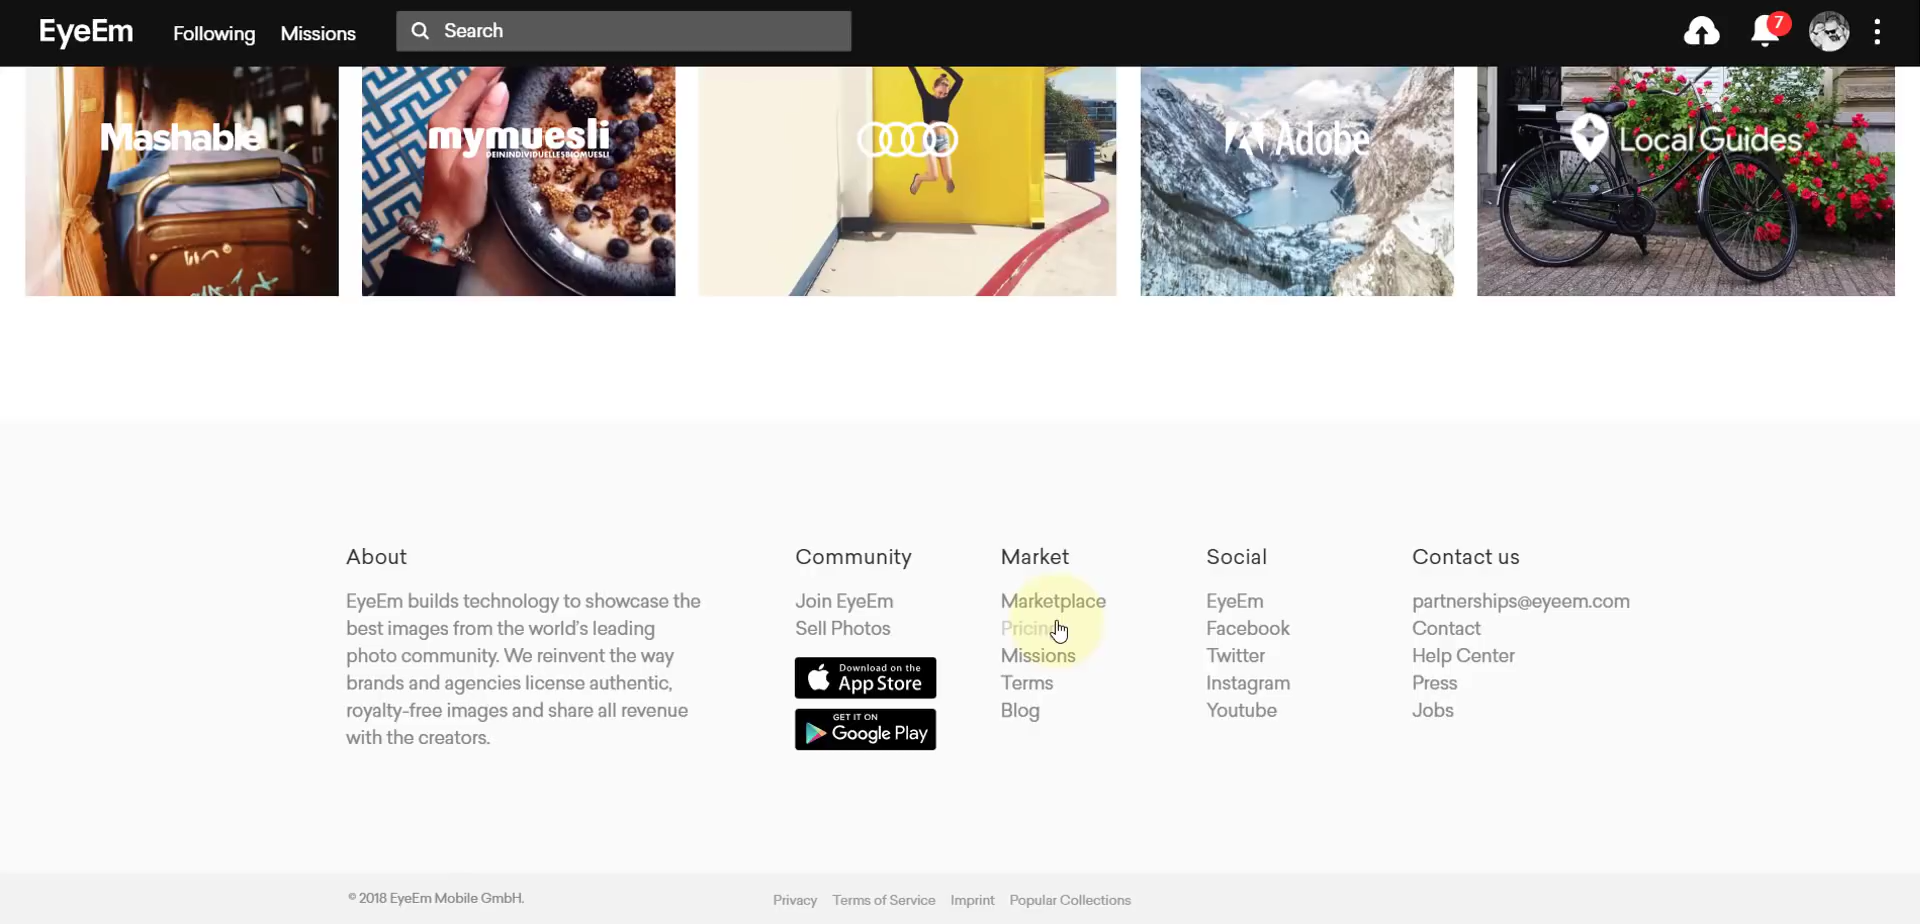 EyeEm Following Missions Search 7
Mashable
mymuesli
DEININDIVIDUELLESBIOMUESLI
Adobe
Local Guides
About
EyeEm builds technology to showcase the
best images from the world's leading
photo community. We reinvent the way
brands and agencies license authentic,
royalty-free images and share all revenue
with the creators.
Community
Join EyeEm
Sell Photos
Download on the
App Store
GET IT ON
Google Play
Market
Marketplace
Pricing
Missions
Terms
Blog
Social
EyeEm
Facebook
Twitter
Instagram
Youtube
Contact us
partnerships@eyeem.com
Contact
Help Center
Press
Jobs
© 2018 EyeEm Mobile GmbH.
Privacy Terms of Service Imprint Popular Collections